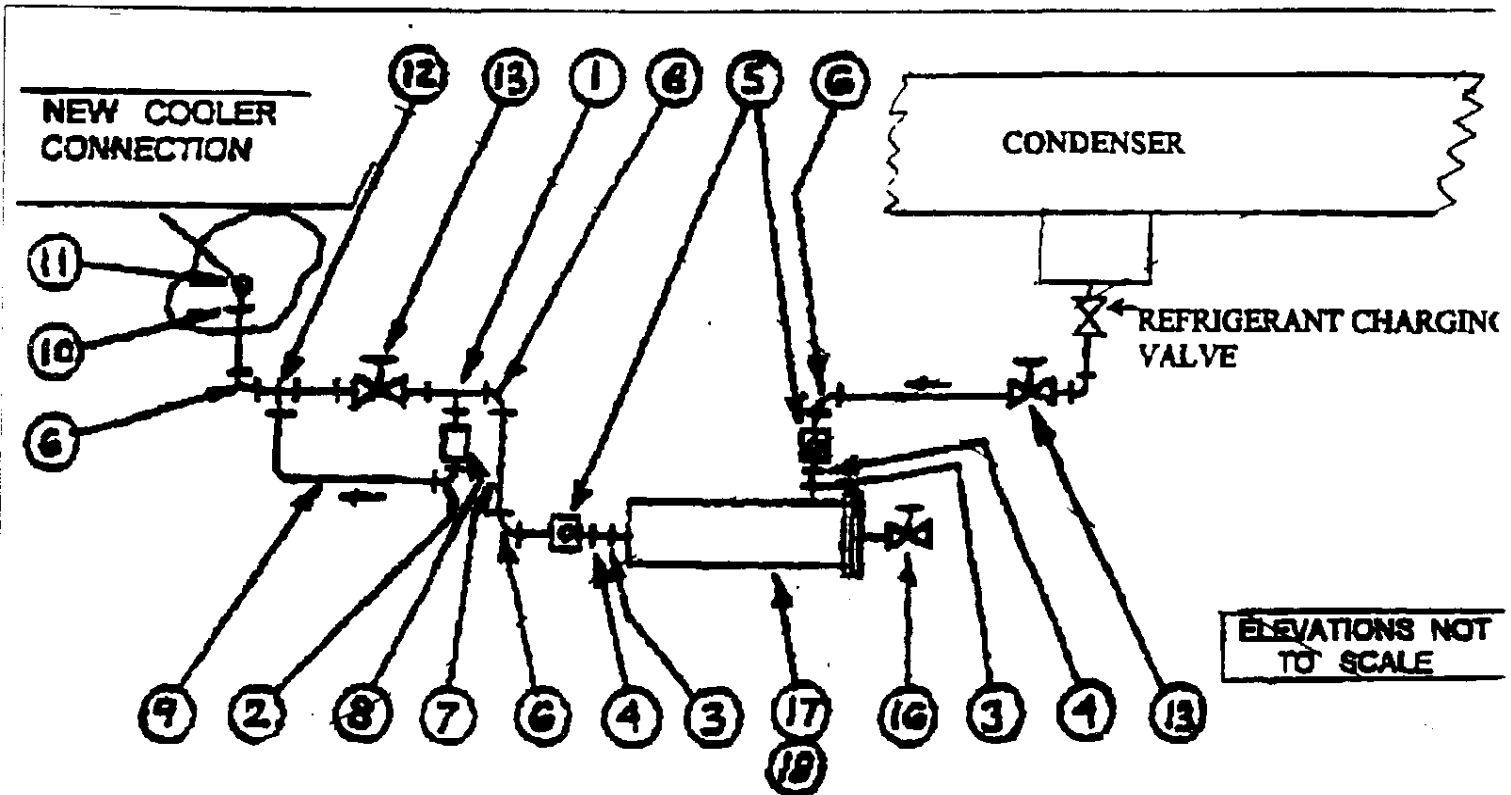 12 13 1 6 5 6
NEW COOLER
CONNECTION
CONDENSER
11
REFRIGERANT CHARGING
VALVE
10
6
ELEVATIONS NOT
TO SCALE
9 2 8 7 6 4 3 17 16 3 4 13
18